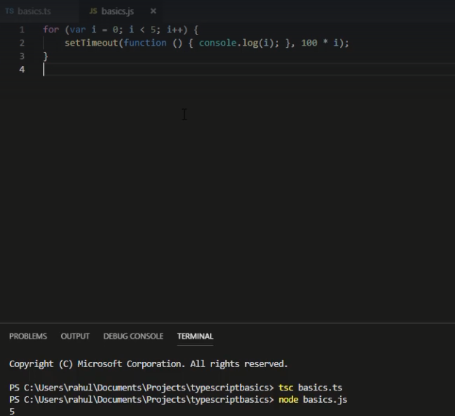 TS basics.ts JS basics.js ×
1 for (var i = 0; i < 5; i++) {
2 setTimeout(function () { console.log(i); }, 100 * i);
3 }
4
PROBLEMS OUTPUT DEBUG CONSOLE TERMINAL
Copyright (C) Microsoft Corporation. All rights reserved.
PS C:\Users\rahul\Documents\Projects\typescriptbasics> tsc basics.ts
PS C:\Users\rahul\Documents\Projects\typescriptbasics> node basics.js
5